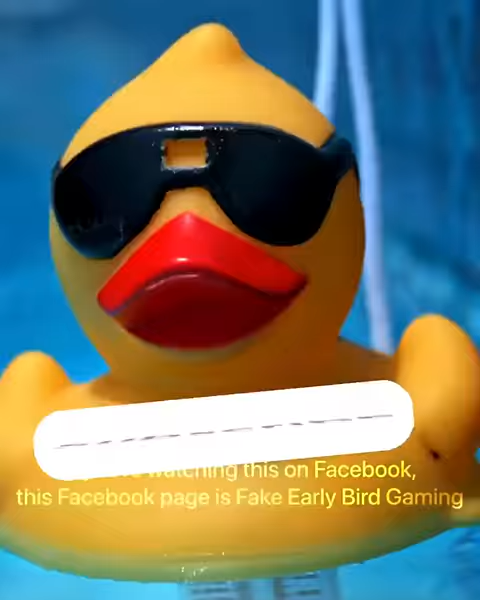 watching this on Facebook,
this Facebook page is Fake Early Bird Gaming